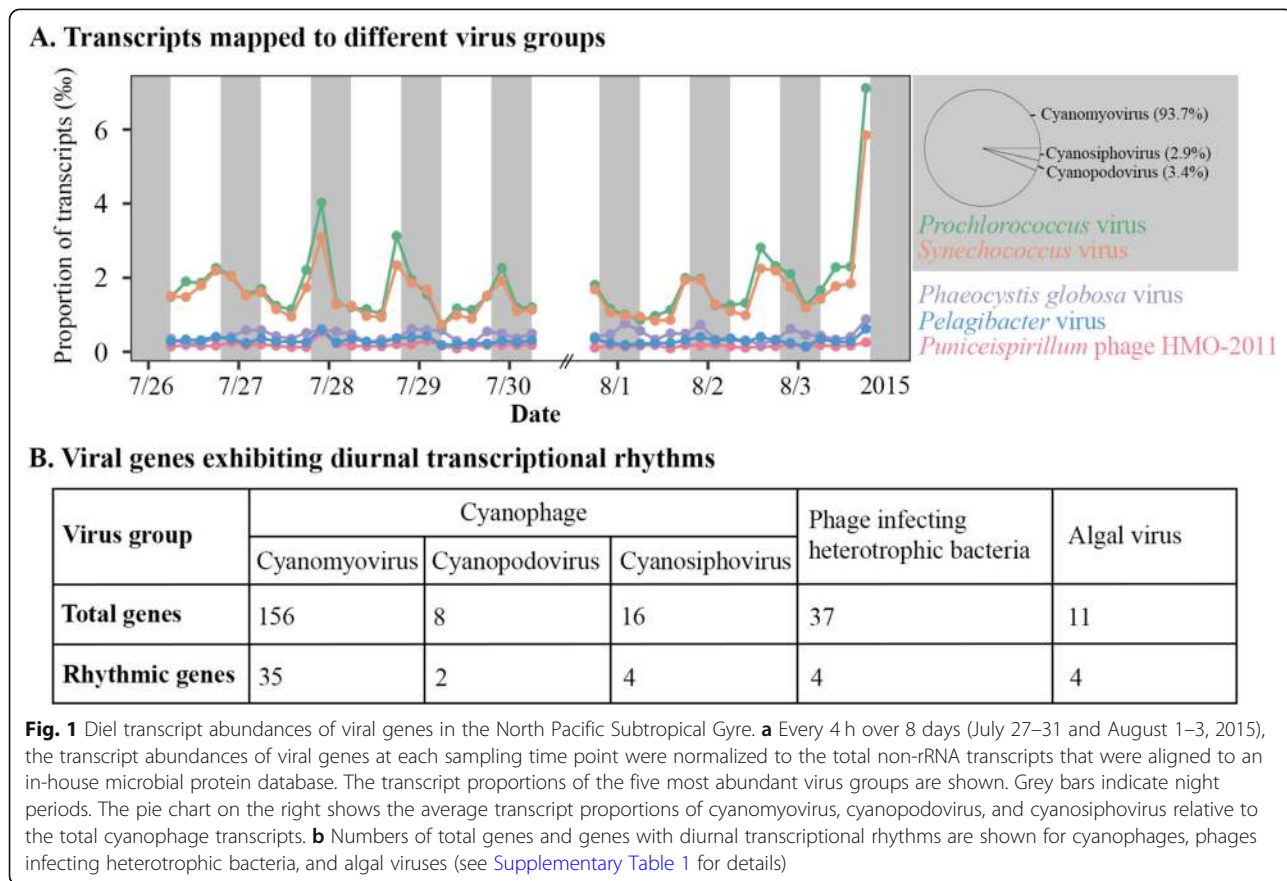 A. Transcripts mapped to different virus groups
Proportion of transcripts (‰)
6
4
2
0
7/26 7/27 7/28 7/29 7/30 // 8/1 8/2 8/3 2015
Date
Cyanomyovirus (93.7%)
Cyanosiphovirus (2.9%)
Cyanopodovirus (3.4%)
Prochlorococcus virus
Synechococcus virus
Phaeocystis globosa virus
Pelagibacter virus
Puniceispirillum phage HMO-2011
B. Viral genes exhibiting diurnal transcriptional rhythms
Virus group
Cyanophage
Cyanomyovirus Cyanopodovirus Cyanosiphovirus
Phage infecting
heterotrophic bacteria
Algal virus
Total genes 156 8 16 37 11
Rhythmic genes 35 2 4 4 4
Fig. 1 Diel transcript abundances of viral genes in the North Pacific Subtropical Gyre. a Every 4 h over 8 days (July 27–31 and August 1–3, 2015),
the transcript abundances of viral genes at each sampling time point were normalized to the total non-rRNA transcripts that were aligned to an
in-house microbial protein database. The transcript proportions of the five most abundant virus groups are shown. Grey bars indicate night
periods. The pie chart on the right shows the average transcript proportions of cyanomyovirus, cyanopodovirus, and cyanosiphovirus relative to
the total cyanophage transcripts. b Numbers of total genes and genes with diurnal transcriptional rhythms are shown for cyanophages, phages
infecting heterotrophic bacteria, and algal viruses (see Supplementary Table 1 for details)